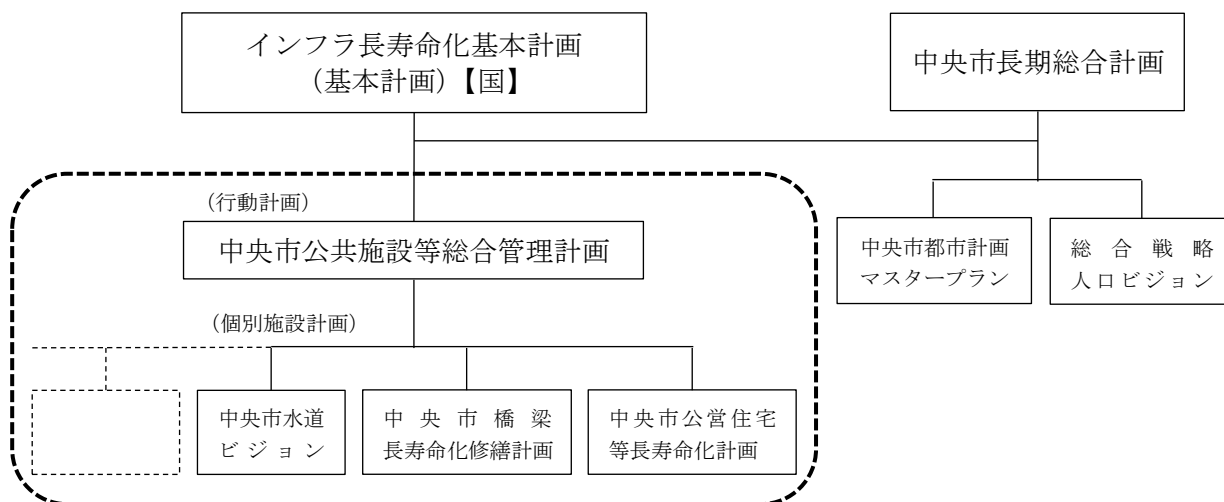 インフラ長寿命化基本計画
(基本計画)【国】
中央市長期総合計画
(行動計画)
中央市公共施設等総合管理計画
中央市都市計画
マスタープラン
総合戦略
人口ビジョン
(個別施設計画)
中央市水道
ビジョン
中央市橋梁
長寿命化修繕計画
中央市公営住宅
等長寿命化計画